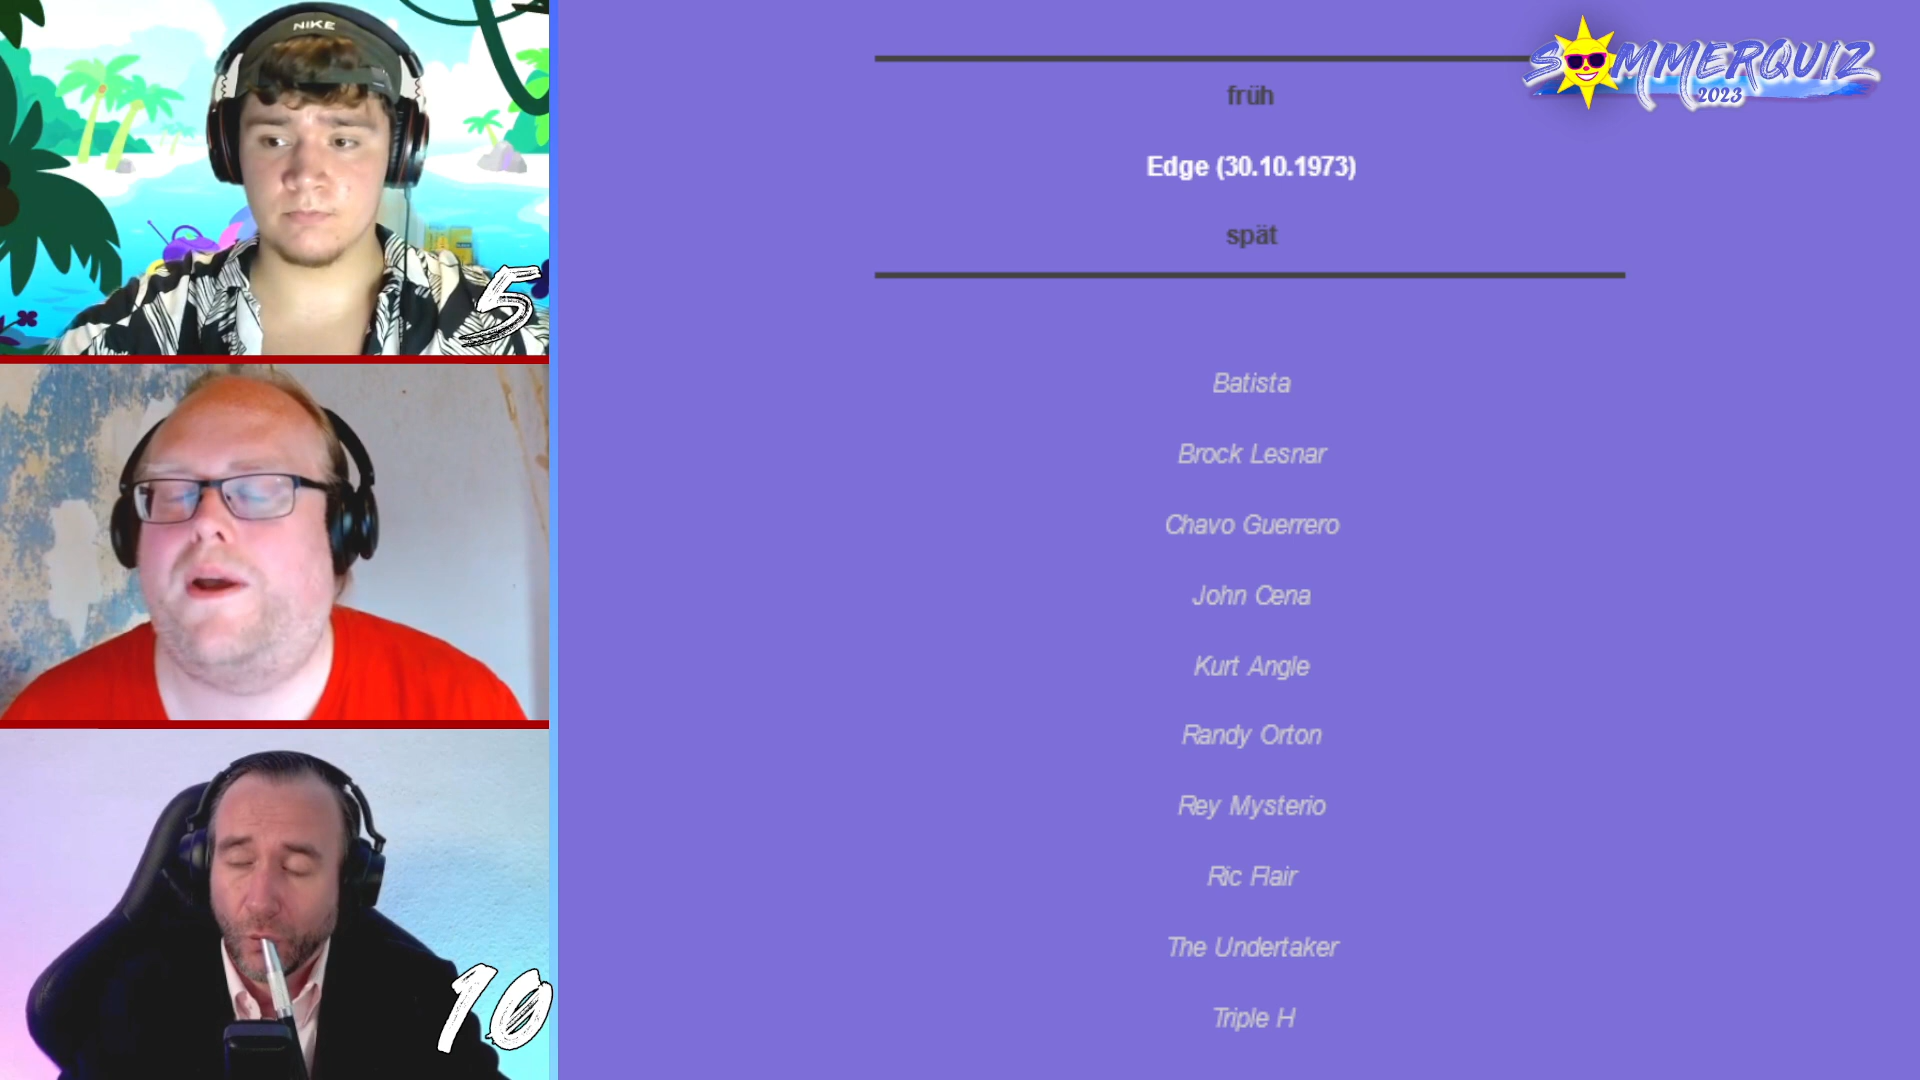 NIKE
5
10
SOMMERQUIZ
2023
früh
Edge (30.10.1973)
spät
Batista
Brock Lesnar
Chavo Guerrero
John Cena
Kurt Angle
Randy Orton
Rey Mysterio
Ric Flair
The Undertaker
Triple H